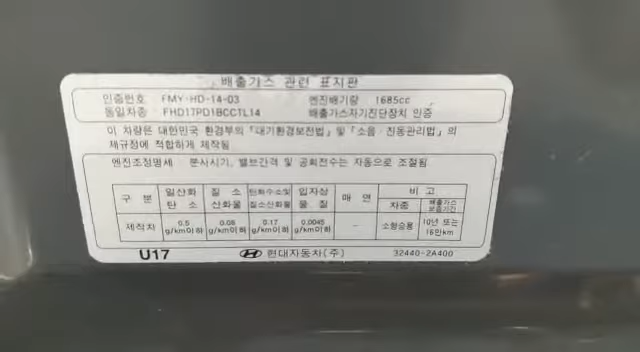 배출가스 관련 표지판
인증번호 FMY-HD-14-03 엔진배기량 1685cc
동일차종 FHD17PD1BCCTL14 배출가스자기진단장치 인증
이 차량은 대한민국 환경부의 「대기환경보전법」 및 「소음·진동관리법」의
제규정에 적합하게 제작됨
엔진조정명세 : 분사시기, 밸브간격 및 공회전수는 자동으로 조절됨
구 분 일산화탄소 질소산화물 탄화수소및질소산화물 입자상물질 매 연 비 고
차종 배출가스보증기간
제작차 0.5g/km이하 0.08g/km이하 0.17g/km이하 0.0045g/km이하 - 소형승용 10년 또는 16만km
U17 현대자동차(주) 32440-2A400